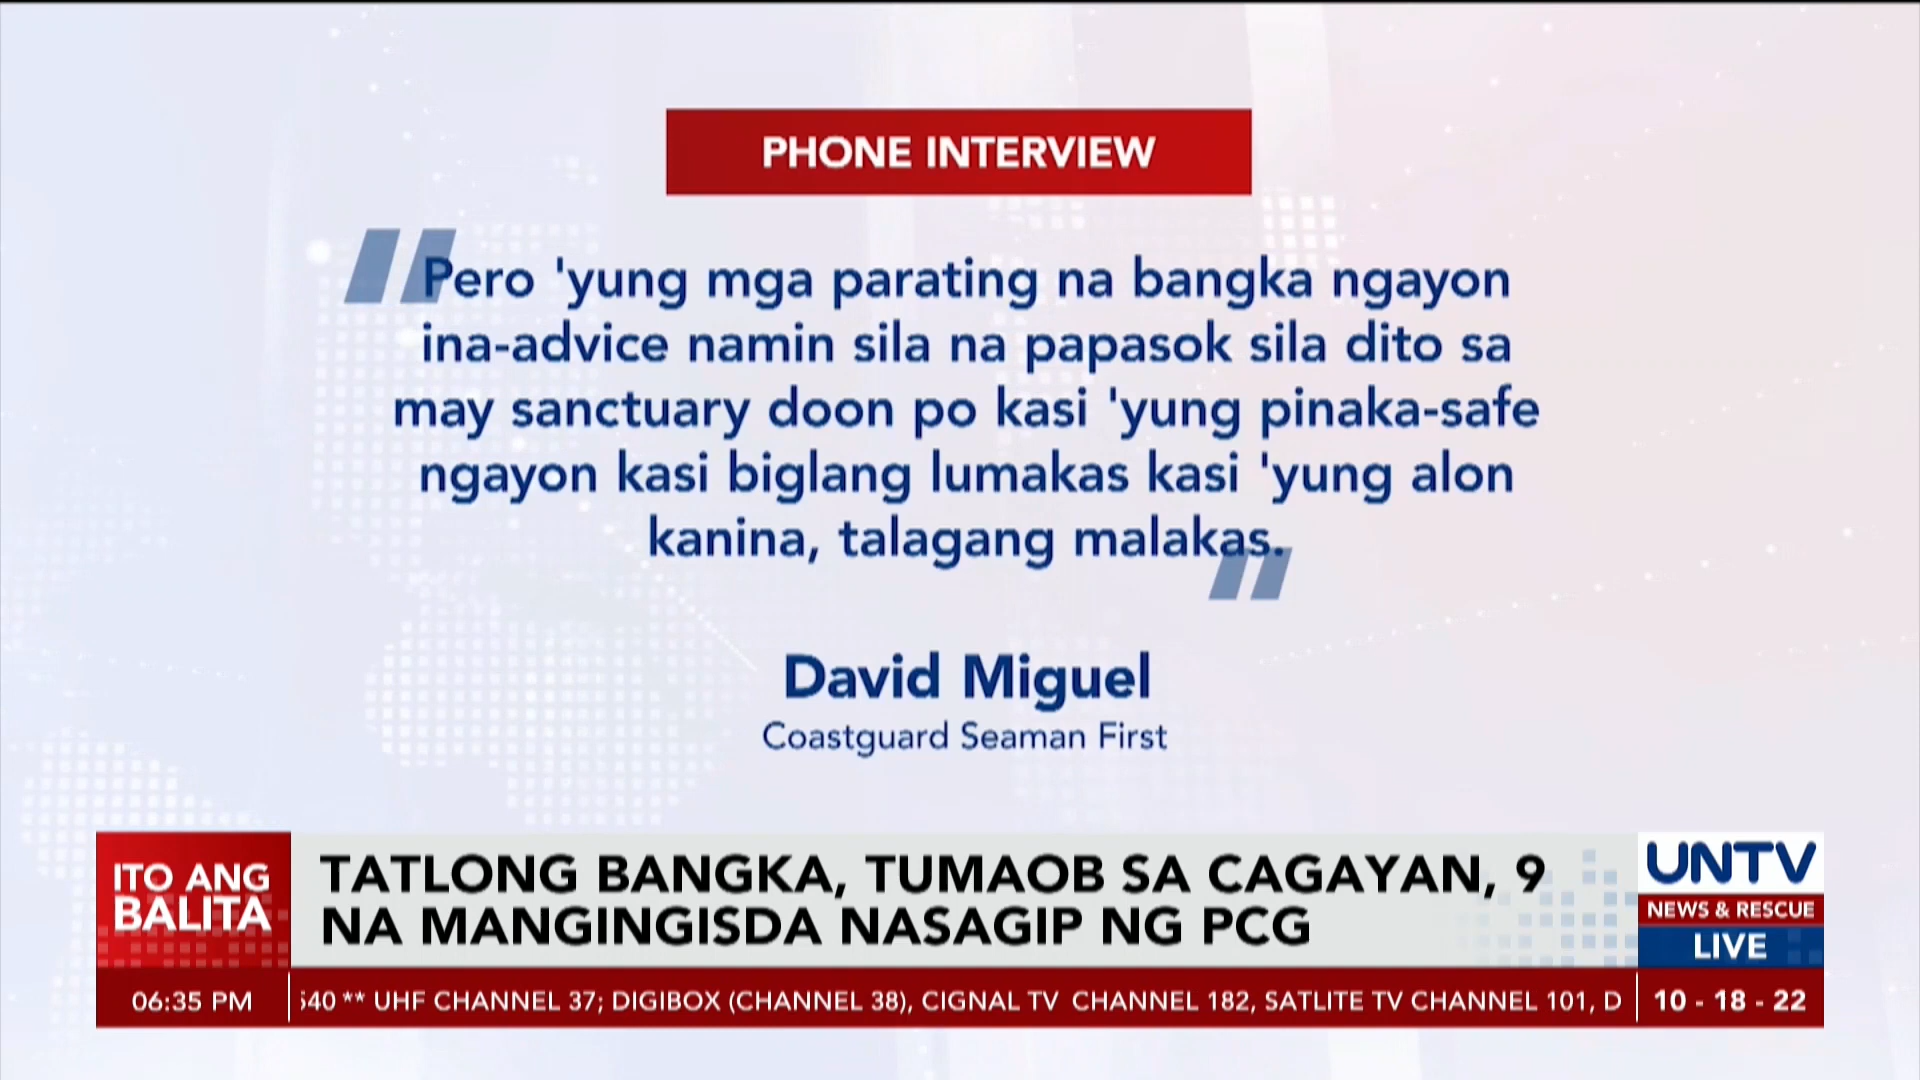 PHONE INTERVIEW
Pero 'yung mga parating na bangka ngayon
ina-advice namin sila na papasok sila dito sa
may sanctuary doon po kasi 'yung pinaka-safe
ngayon kasi biglang lumakas kasi 'yung alon
kanina, talagang malakas.
David Miguel
Coastguard Seaman First
ITO ANG
BALITA
TATLONG BANGKA, TUMAOB SA CAGAYAN, 9
NA MANGINGISDA NASAGIP NG PCG
UNTV
NEWS & RESCUE
LIVE
06:35 PM
540 ** UHF CHANNEL 37; DIGIBOX (CHANNEL 38), CIGNAL TV CHANNEL 182, SATLITE TV CHANNEL 101, D
10 - 18 - 22